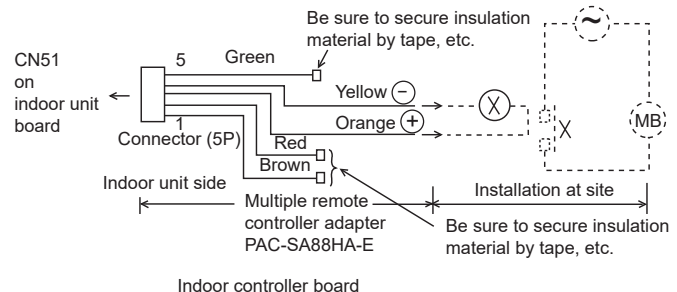 Be sure to secure insulation
material by tape, etc.
~
CN51
on
indoor unit
board
5
Green
Yellow −
X
X
MB
Orange +
1
Connector (5P)
Red
Brown
Indoor unit side
Multiple remote
controller adapter
PAC-SA88HA-E
Installation at site
Be sure to secure insulation
material by tape, etc.
Indoor controller board